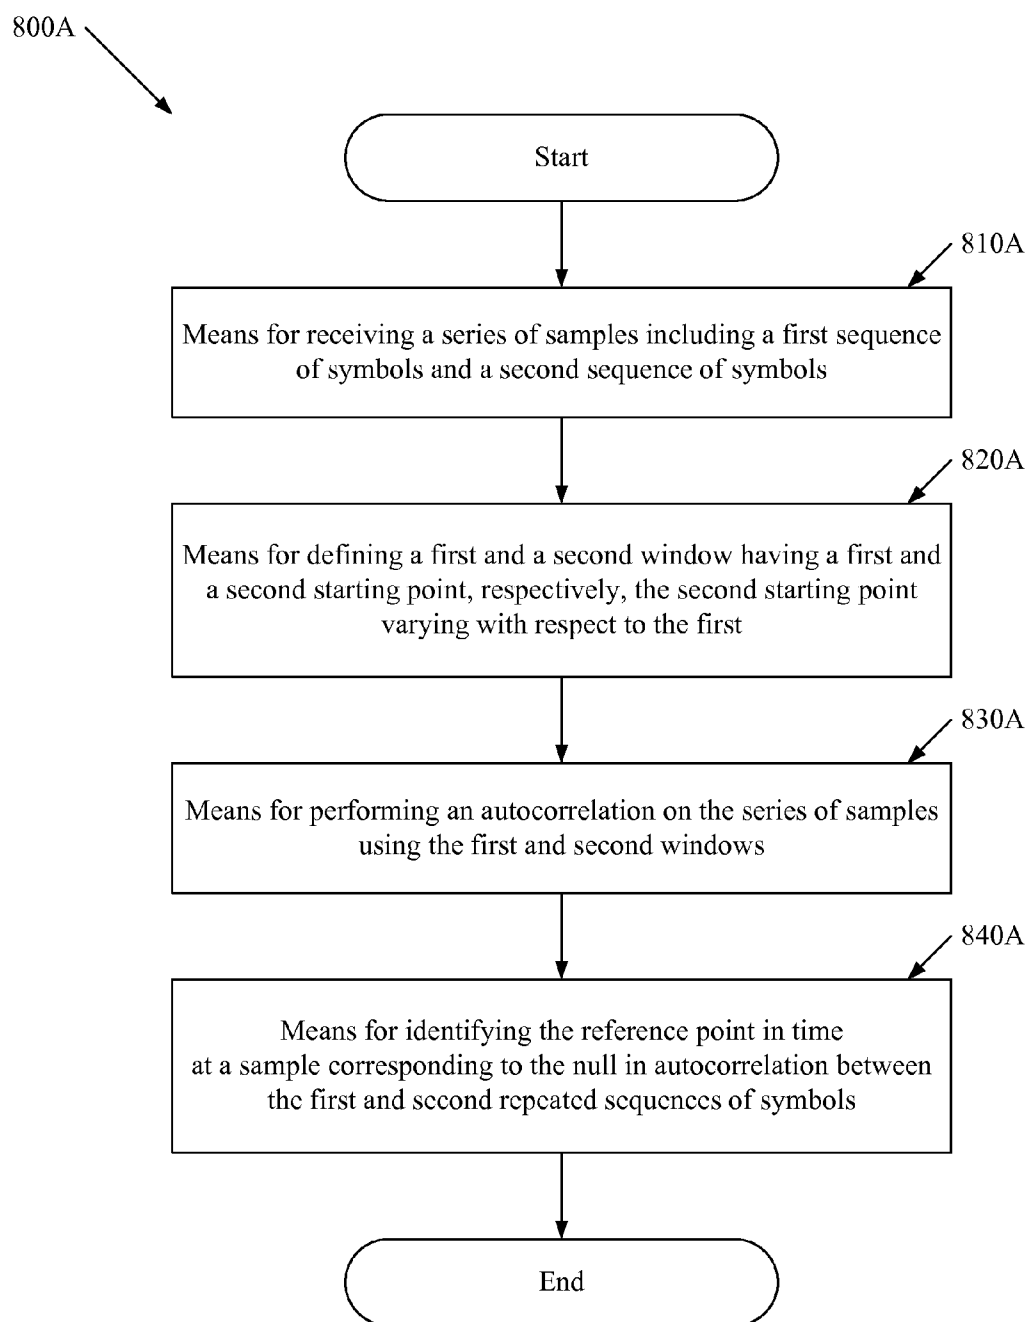 800A
Start
810A
Means for receiving a series of samples including a first sequence
of symbols and a second sequence of symbols
820A
Means for defining a first and a second window having a first and
a second starting point, respectively, the second starting point
varying with respect to the first
830A
Means for performing an autocorrelation on the series of samples
using the first and second windows
840A
Means for identifying the reference point in time
at a sample corresponding to the null in autocorrelation between
the first and second repeated sequences of symbols
End